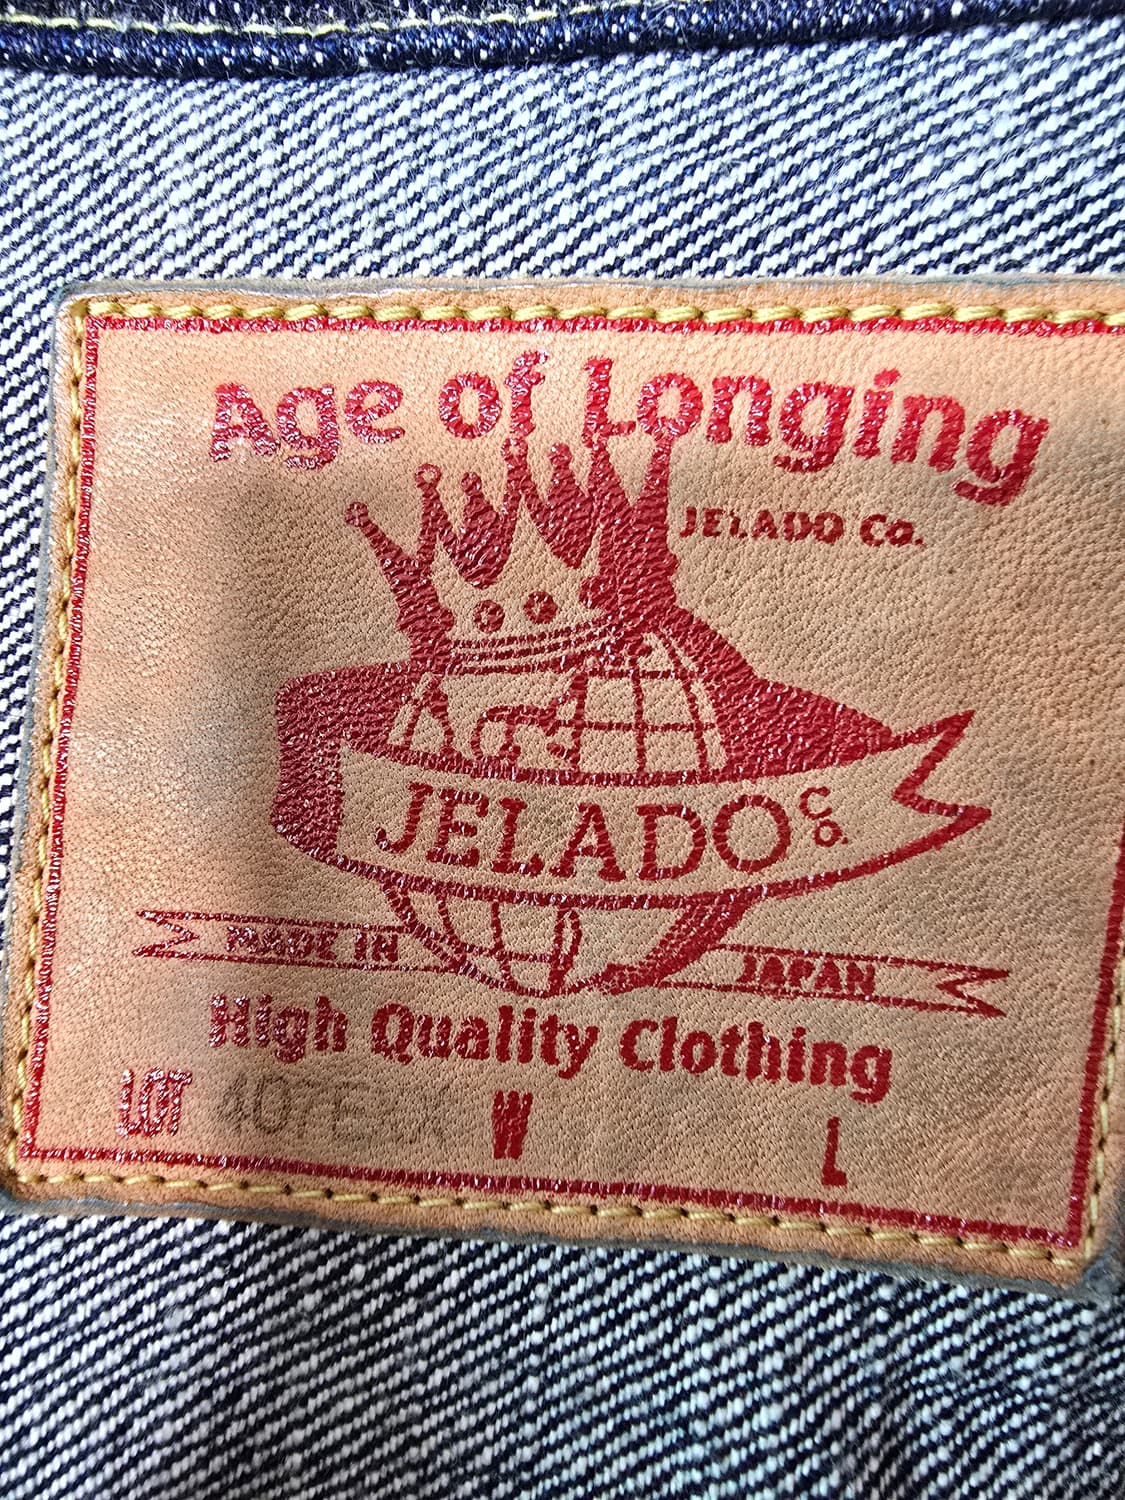 Age of Longing
JELADO Co.
JELADO Co.
MADE IN JAPAN
High Quality Clothing
LOT W L